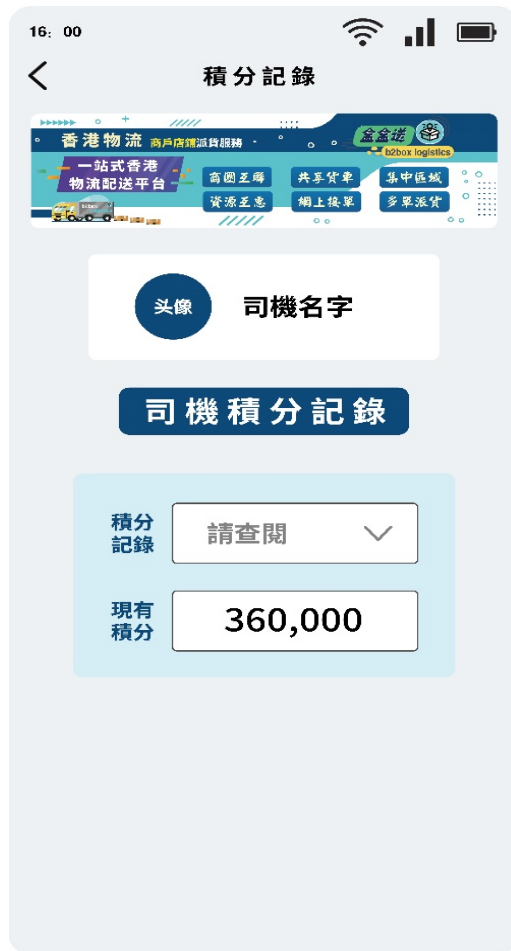 16: 00
積分記錄
香港物流 商戶店鋪派貨服務
盒盒送
b2box logistics
一站式香港
物流配送平台
商圈互聯 共享貨車 集中區域
資源互惠 網上接單 多單派貨
头像 司機名字
司機積分記錄
積分
記錄
請查閱
現有
積分
360,000